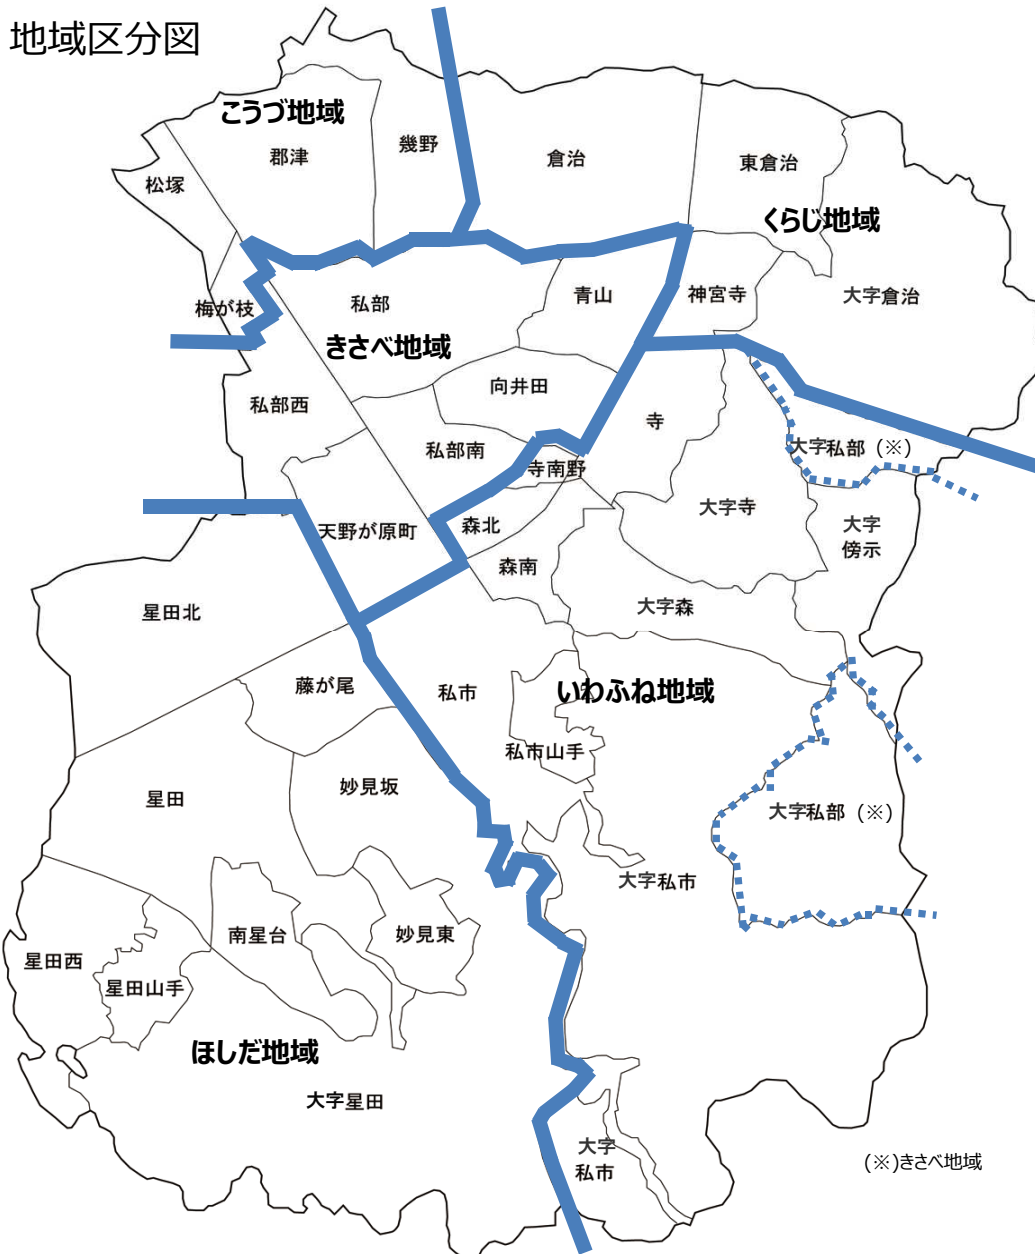 地域区分図
こうづ地域
郡津
幾野
倉治
東倉治
松塚
くらじ地域
梅が枝
私部
青山
神宮寺
大字倉治
きさべ地域
向井田
私部西
寺
私部南
大字私部(※)
寺南野
大字寺
天野が原町
森北
大字
傍示
森南
大字森
星田北
藤が尾
私市
いわふね地域
私市山手
妙見坂
星田
大字私部(※)
大字私市
南星台
妙見東
星田西
星田山手
ほしだ地域
大字星田
大字
私市
(※)きさべ地域